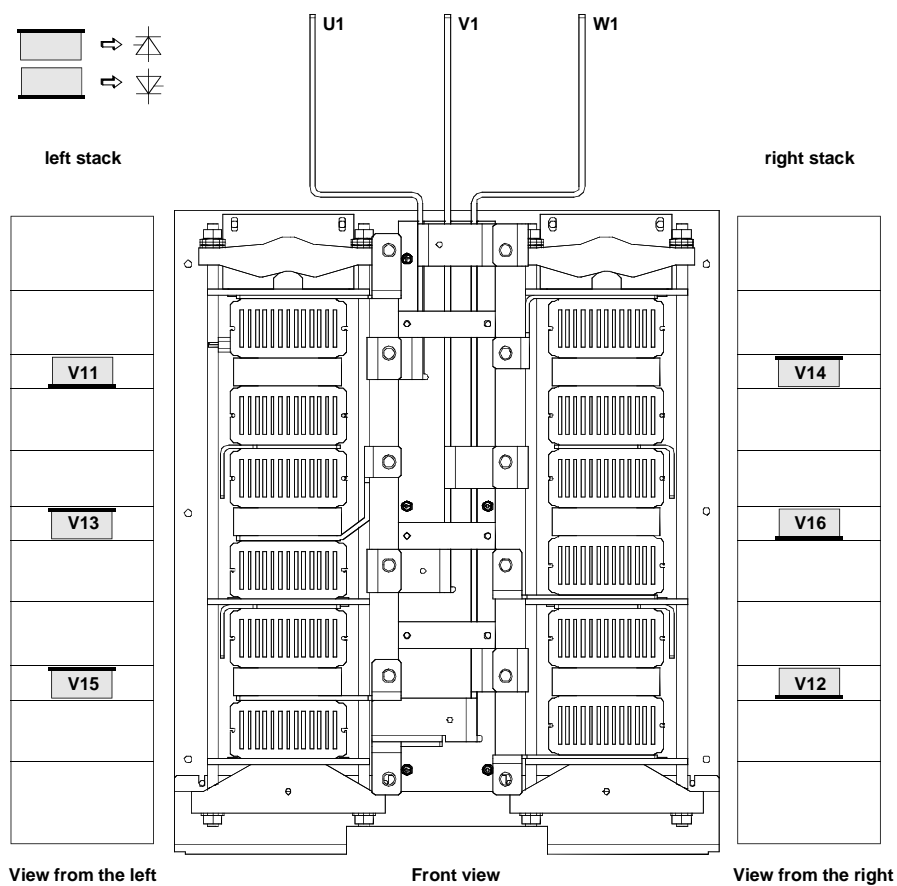 U1 V1 W1
left stack right stack
V11 V14
V13 V16
V15 V12
View from the left Front view View from the right